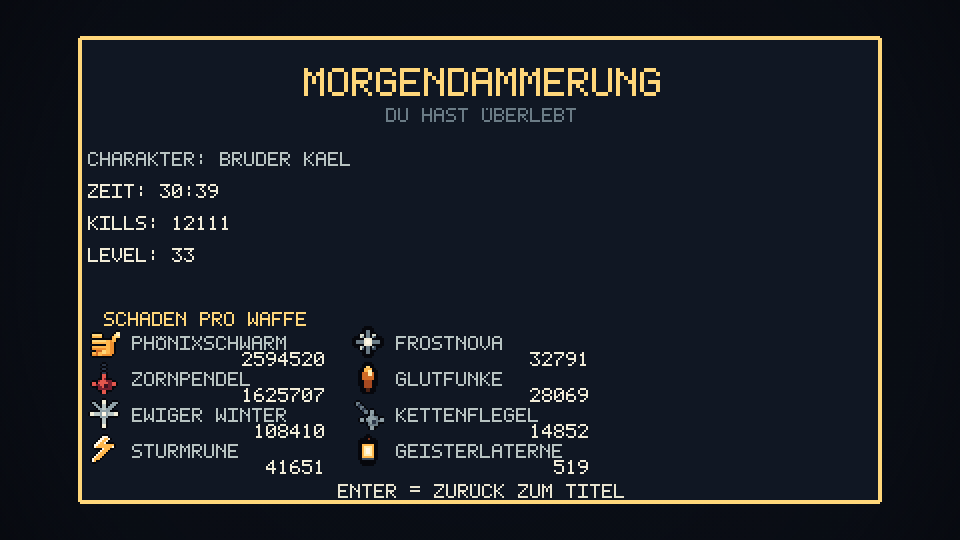 MORGENDAMMERUNG
DU HAST ÜBERLEBT
CHARAKTER: BRUDER KAEL
ZEIT: 30:39
KILLS: 12111
LEVEL: 33
SCHADEN PRO WAFFE
PHÖNIXSCHWARM
2594520
ZORNPENDEL
1625707
EWIGER WINTER
108410
STURMRUNE
41651
FROSTNOVA
32791
GLUTFUNKE
28069
KETTENFLEGEL
14852
GEISTERLATERNE
519
ENTER = ZURÜCK ZUM TITEL